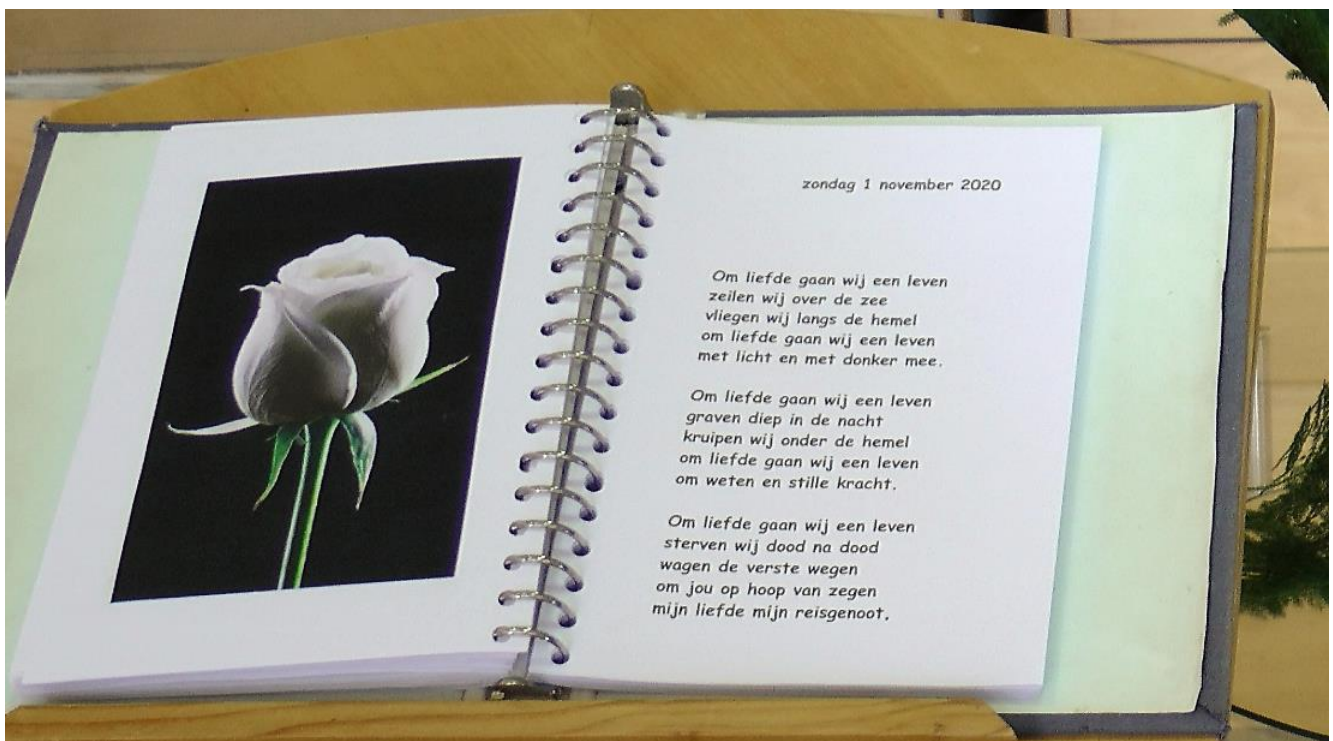 zondag 1 november 2020
Om liefde gaan wij een leven
zeilen wij over de zee
vliegen wij langs de hemel
om liefde gaan wij een leven
met licht en met donker mee.
Om liefde gaan wij een leven
graven diep in de nacht
kruipen wij onder de hemel
om liefde gaan wij een leven
om weten en stille kracht.
Om liefde gaan wij een leven
sterven wij dood na dood
wagen de verste wegen
om jou op hoop van zegen
mijn liefde mijn reisgenoot.